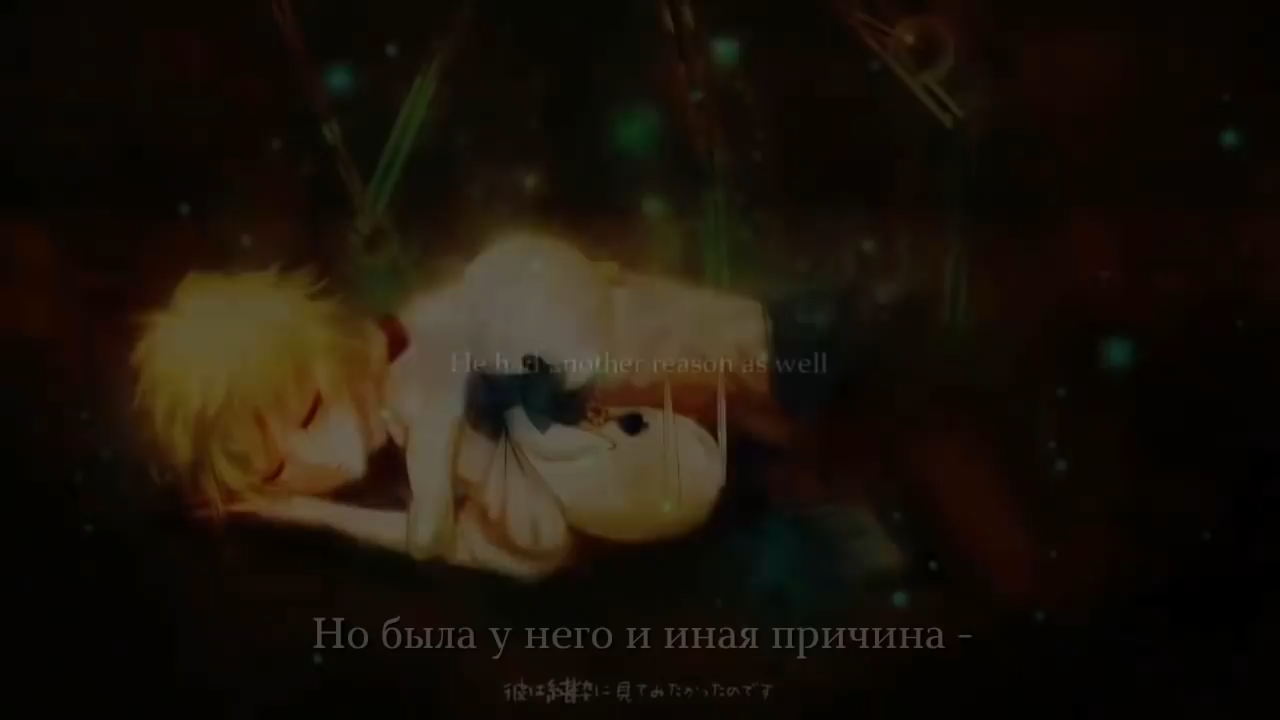 He had another reason as well
Но была у него и иная причина -
彼は純粋に見てみたかったのです